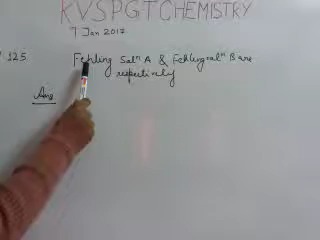 KVSPGTCHEMISTRY
7 Jan 2017
125 Fehling Solⁿ A & Fehling solⁿ B are
respectively
Ans